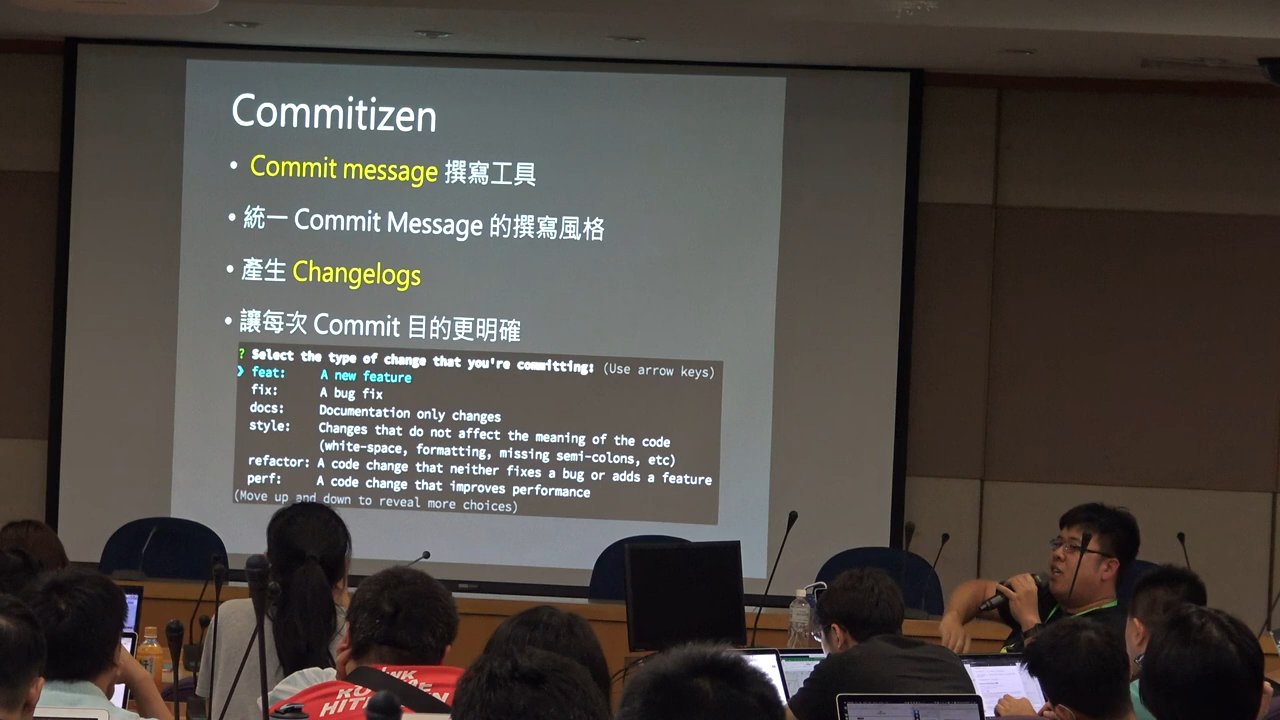 Commitizen
• Commit message 撰寫工具
• 統一 Commit Message 的撰寫風格
• 產生 Changelogs
• 讓每次 Commit 目的更明確
? Select the type of change that you're committing: (Use arrow keys)
❯ feat: A new feature
fix: A bug fix
docs: Documentation only changes
style: Changes that do not affect the meaning of the code
(white-space, formatting, missing semi-colons, etc)
refactor: A code change that neither fixes a bug or adds a feature
perf: A code change that improves performance
(Move up and down to reveal more choices)